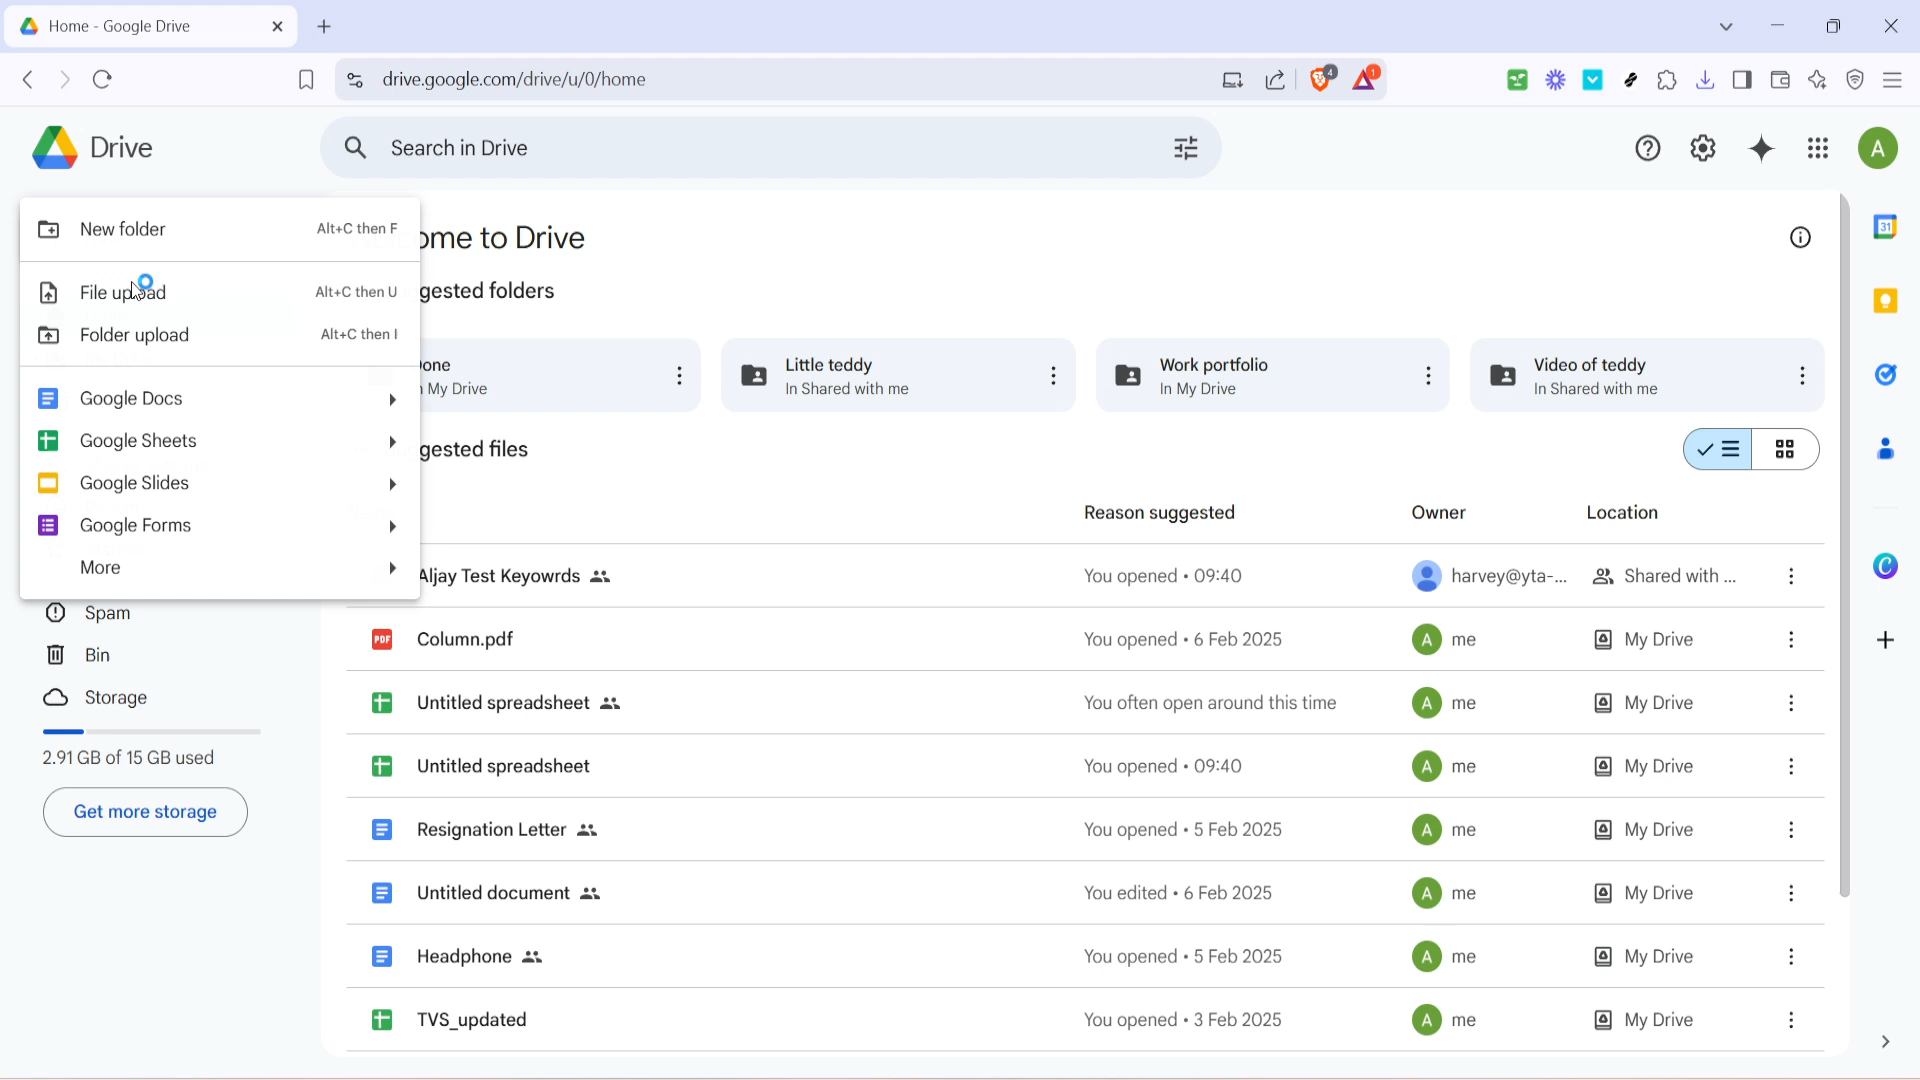 Home - Google Drive
drive.google.com/drive/u/0/home
4
1
Drive
Search in Drive
A
New folder Alt+C then F
File upload Alt+C then U
Folder upload Alt+C then I
Google Docs
Google Sheets
Google Slides
Google Forms
More
Spam
Bin
Storage
2.91 GB of 15 GB used
Get more storage
ome to Drive
gested folders
one
My Drive
Little teddy
In Shared with me
Work portfolio
In My Drive
Video of teddy
In Shared with me
gested files
Reason suggested Owner Location
Aljay Test Keyowrds You opened • 09:40 harvey@yta-... Shared with ...
PDF Column.pdf You opened • 6 Feb 2025 A me My Drive
Untitled spreadsheet You often open around this time A me My Drive
Untitled spreadsheet You opened • 09:40 A me My Drive
Resignation Letter You opened • 5 Feb 2025 A me My Drive
Untitled document You edited • 6 Feb 2025 A me My Drive
Headphone You opened • 5 Feb 2025 A me My Drive
TVS_updated You opened • 3 Feb 2025 A me My Drive
31